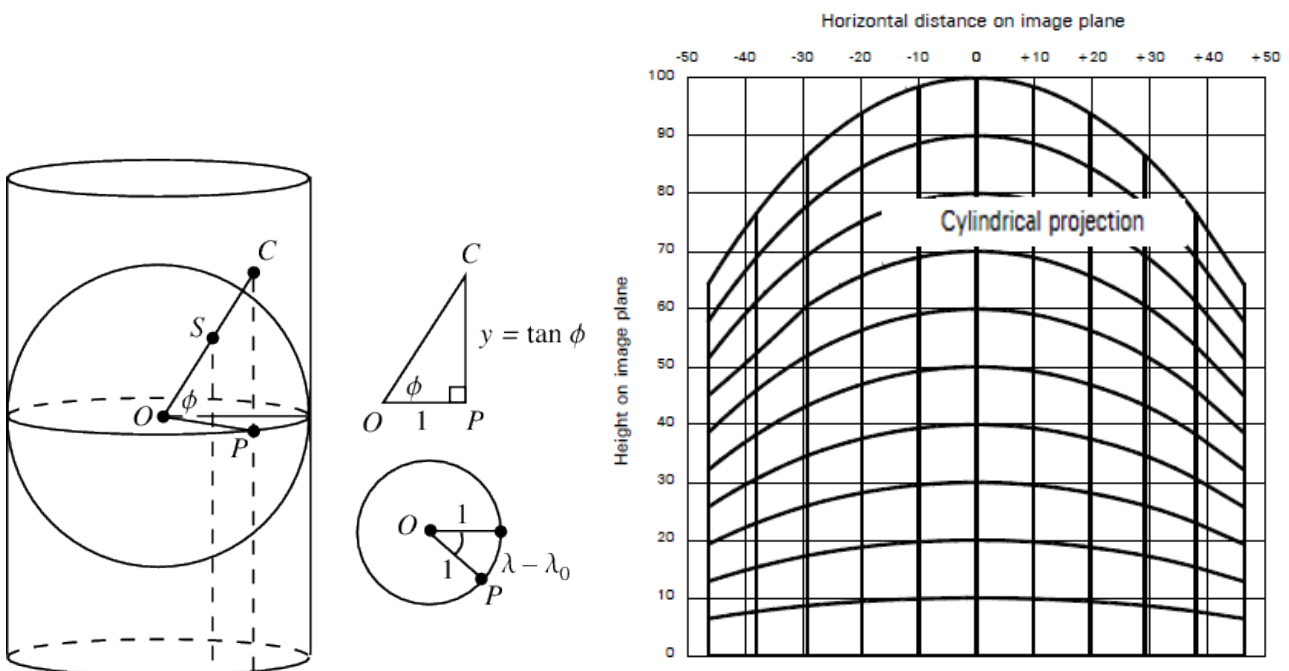 Horizontal distance on image plane
-50 -40 -30 -20 -10 0 +10 +20 +30 +40 +50
100
90
80
Cylindrical projection
70
60
50
40
30
20
10
0
Height on image plane
C
S
O
ϕ
P
C
y = tan ϕ
ϕ
O 1 P
O 1
1
λ − λ₀
P